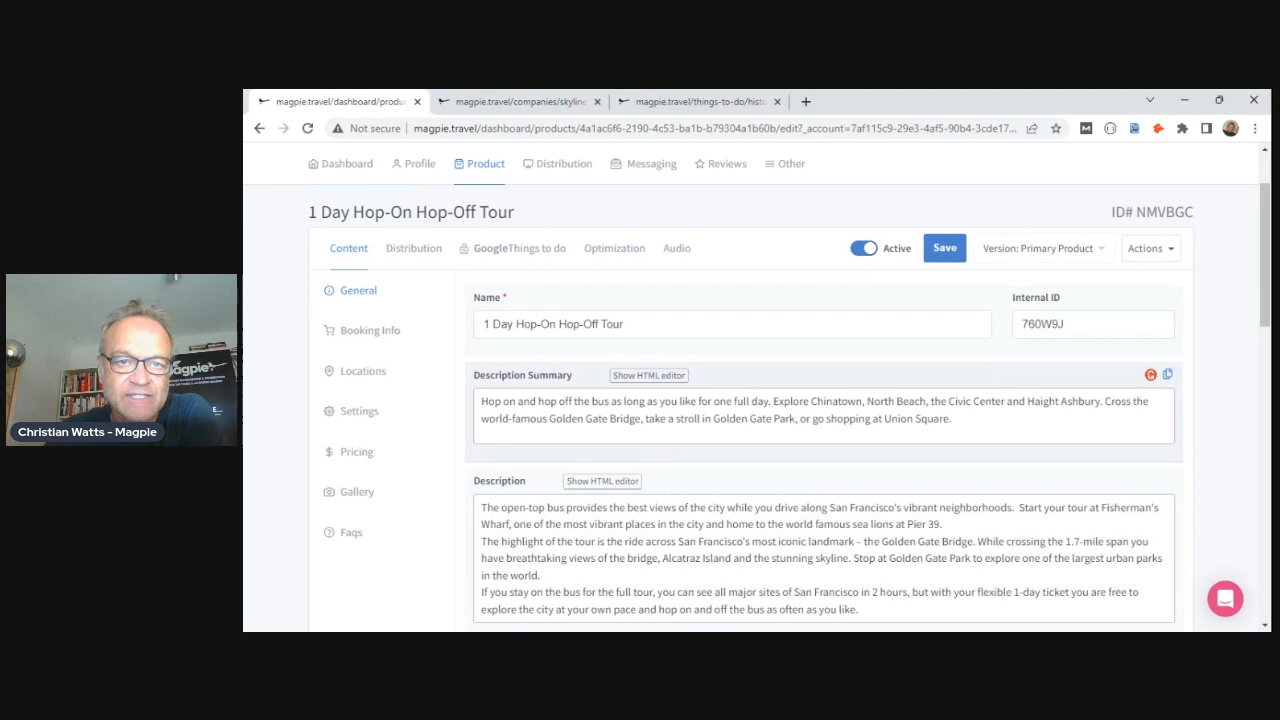 magpie.travel/dashboard/produc
magpie.travel/companies/skyline
magpie.travel/things-to-do/histo
Not secure
magpie.travel/dashboard/products/4a1ac6f6-2190-4c53-ba1b-b79304a1b60b/edit?_account=7af115c9-29e3-4af5-90b4-3cde17...
Dashboard
Profile
Product
Distribution
Messaging
Reviews
Other
1 Day Hop-On Hop-Off Tour
ID# NMVBGC
Content
Distribution
GoogleThings to do
Optimization
Audio
Active
Save
Version: Primary Product
Actions
General
Booking Info
Locations
Settings
Pricing
Gallery
Faqs
Name *
Internal ID
1 Day Hop-On Hop-Off Tour
760W9J
Description Summary
Show HTML editor
Hop on and hop off the bus as long as you like for one full day. Explore Chinatown, North Beach, the Civic Center and Haight Ashbury. Cross the
world-famous Golden Gate Bridge, take a stroll in Golden Gate Park, or go shopping at Union Square.
Description
Show HTML editor
The open-top bus provides the best views of the city while you drive along San Francisco's vibrant neighborhoods. Start your tour at Fisherman's
Wharf, one of the most vibrant places in the city and home to the world famous sea lions at Pier 39.
The highlight of the tour is the ride across San Francisco's most iconic landmark – the Golden Gate Bridge. While crossing the 1.7-mile span you
have breathtaking views of the bridge, Alcatraz Island and the stunning skyline. Stop at Golden Gate Park to explore one of the largest urban parks
in the world.
If you stay on the bus for the full tour, you can see all major sites of San Francisco in 2 hours, but with your flexible 1-day ticket you are free to
explore the city at your own pace and hop on and off the bus as often as you like.
Magpie
Christian Watts - Magpie